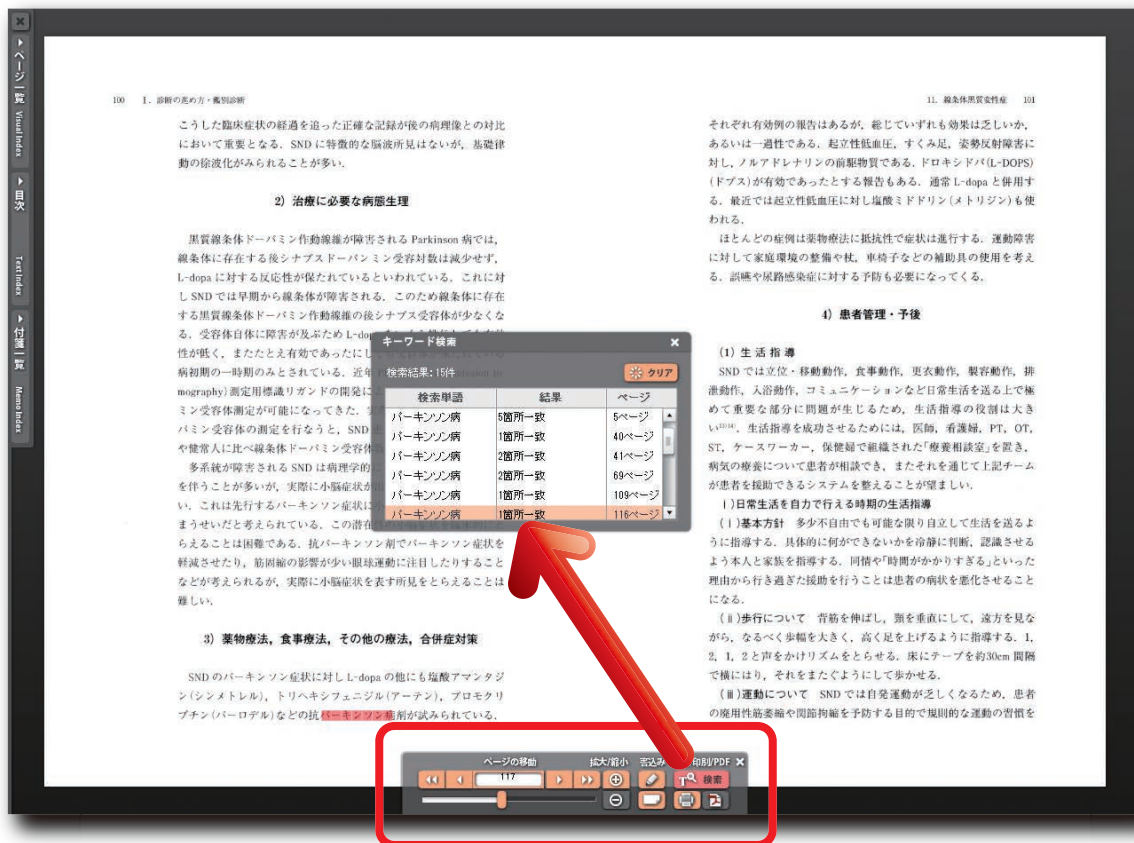 ページ一覧 Visual Index
目次 Text Index
付箋一覧 Memo Index
100 Ⅰ. 診断の進め方・鑑別診断
こうした臨床症状の経過を追った正確な記録が後の病理像との対比
において重要となる. SND に特徴的な脳波所見はないが, 基礎律
動の徐波化がみられることが多い.
2) 治療に必要な病態生理
黒質線条体ドーパミン作動線維が障害される Parkinson 病では,
線条体に存在する後シナプスドーパンミン受容対数は減少せず,
L-dopa に対する反応性が保たれているといわれている. これに対
し SND では早期から線条体が障害される. このため線条体に存在
する黒質線条体ドーパミン作動線維の後シナプス受容体が少なくな
る. 受容体自体に障害が及ぶため L-dop
性が低く, またたとえ有効であったにし
病初期の一時期のみとされている. 近年
mography) 測定用標識リガンドの開発に
ミン受容体測定が可能になってきた.
パミン受容体の測定を行なうと, SND
や健常人に比べ線条体ドーパミン受容体
多系統が障害される SND は病理学的に
を伴うことが多いが, 実際に小脳症状が
い. これは先行するパーキンソン症状に
まうせいだと考えられている. この潜在
らえることは困難である. 抗パーキンソン剤でパーキンソン症状を
軽減させたり, 筋固縮の影響が少い眼球運動に注目したりすること
などが考えられるが, 実際に小脳症状を表す所見をとらえることは
難しい.
3) 薬物療法, 食事療法, その他の療法, 合併症対策
SND のパーキンソン症状に対し L-dopa の他にも塩酸アマンタジ
ン(シンメトレル), トリヘキシフェニジル(アーテン), ブロモクリ
プチン(パーロデル)などの抗パーキンソン病剤が試みられている.
11. 線条体黒質変性症 101
それぞれ有効例の報告はあるが, 総じていずれも効果は乏しいか,
あるいは一過性である. 起立性低血圧, すくみ足, 姿勢反射障害に
対し, ノルアドレナリンの前駆物質である. ドロキシドパ(L-DOPS)
(ドプス)が有効であったとする報告もある. 通常 L-dopa と併用す
る. 最近では起立性低血圧に対し塩酸ミドドリン(メトリジン)も使
われる.
ほとんどの症例は薬物療法に抵抗性で症状は進行する. 運動障害
に対して家庭環境の整備や杖, 車椅子などの補助具の使用を考え
る. 誤嚥や尿路感染症に対する予防も必要になってくる.
4) 患者管理・予後
(1) 生活指導
SND では立位・移動動作, 食事動作, 更衣動作, 製容動作, 排
泄動作, 入浴動作, コミュニケーションなど日常生活を送る上で極
めて重要な部分に問題が生じるため, 生活指導の役割は大き
い¹³⁾¹⁴⁾. 生活指導を成功させるためには, 医師, 看護婦, PT, OT,
ST, ケースワーカー, 保健婦で組織された「療養相談室」を置き,
病気の療養について患者が相談でき, またそれを通じて上記チーム
が患者を援助できるシステムを整えることが望ましい.
Ⅰ)日常生活を自力で行える時期の生活指導
(ⅰ)基本方針 多少不自由でも可能な限り自立して生活を送るよ
うに指導する. 具体的に何ができないかを冷静に判断, 認識させる
よう本人と家族を指導する. 同情や「時間がかかりすぎる」といった
理由から行き過ぎた援助を行うことは患者の病状を悪化させること
になる.
(ⅱ)歩行について 背筋を伸ばし, 顎を垂直にして, 遠方を見な
がら, なるべく歩幅を大きく, 高く足を上げるように指導する. 1,
2, 1, 2 と声をかけリズムをとらせる. 床にテープを約30cm 間隔
で横にはり, それをまたぐようにして歩かせる.
(ⅲ)運動について SND では自発運動が乏しくなるため, 患者
の廃用性筋萎縮や関節拘縮を予防する目的で規則的な運動の習慣を
キーワード検索
検索結果:15件 クリア
検索単語 結果 ページ
パーキンソン病 5箇所一致 5ページ
パーキンソン病 1箇所一致 40ページ
パーキンソン病 2箇所一致 41ページ
パーキンソン病 2箇所一致 69ページ
パーキンソン病 1箇所一致 109ページ
パーキンソン病 1箇所一致 116ページ
ページの移動 拡大/縮小 書込み 印刷/PDF
117 検索